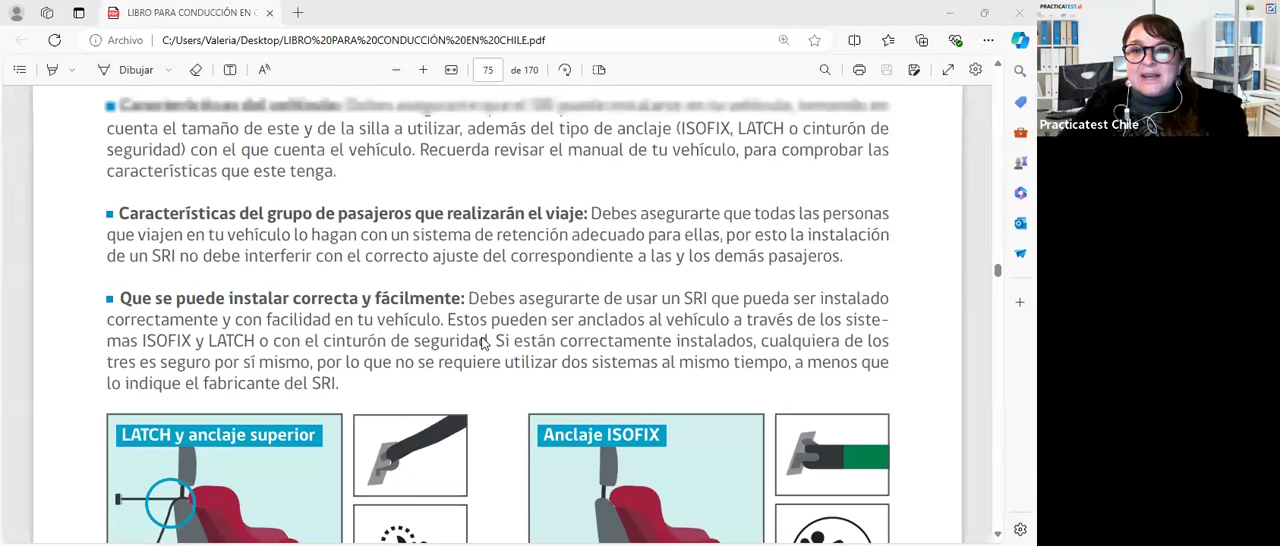 LIBRO PARA CONDUCCIÓN EN C
Archivo
C:/Users/Valeria/Desktop/LIBRO%20PARA%20CONDUCCIÓN%20EN%20CHILE.pdf
Dibujar
75
de 170
PRACTICATEST.cl
Practicatest Chile
cuenta el tamaño de este y de la silla a utilizar, además del tipo de anclaje (ISOFIX, LATCH o cinturón de
seguridad) con el que cuenta el vehículo. Recuerda revisar el manual de tu vehículo, para comprobar las
características que este tenga.
Características del grupo de pasajeros que realizarán el viaje: Debes asegurarte que todas las personas
que viajen en tu vehículo lo hagan con un sistema de retención adecuado para ellas, por esto la instalación
de un SRI no debe interferir con el correcto ajuste del correspondiente a las y los demás pasajeros.
Que se puede instalar correcta y fácilmente: Debes asegurarte de usar un SRI que pueda ser instalado
correctamente y con facilidad en tu vehículo. Estos pueden ser anclados al vehículo a través de los siste-
mas ISOFIX y LATCH o con el cinturón de seguridad. Si están correctamente instalados, cualquiera de los
tres es seguro por sí mismo, por lo que no se requiere utilizar dos sistemas al mismo tiempo, a menos que
lo indique el fabricante del SRI.
LATCH y anclaje superior
Anclaje ISOFIX